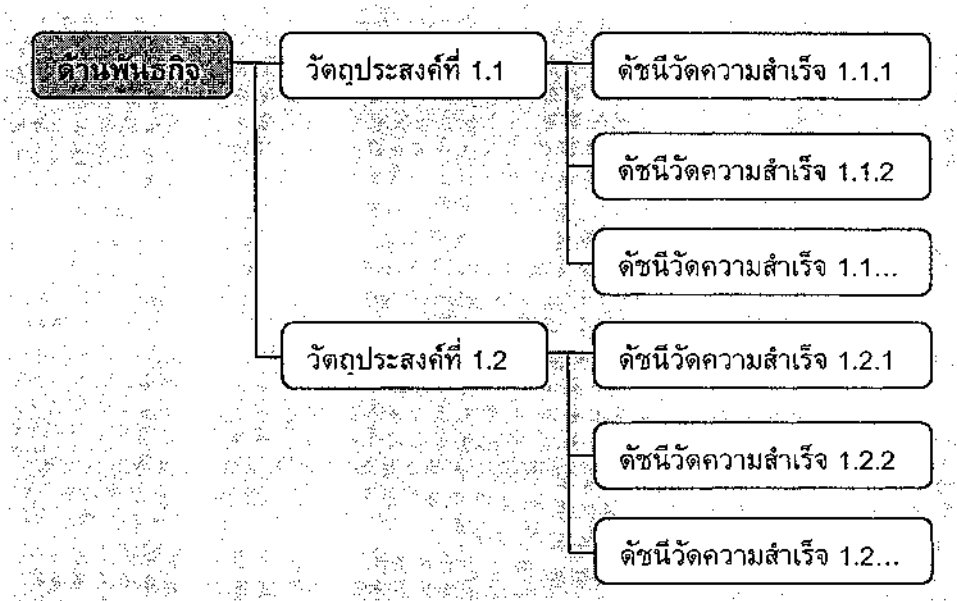 ด้านพันธกิจ
วัตถุประสงค์ที่ 1.1
ดัชนีวัดความสำเร็จ 1.1.1
ดัชนีวัดความสำเร็จ 1.1.2
ดัชนีวัดความสำเร็จ 1.1...
วัตถุประสงค์ที่ 1.2
ดัชนีวัดความสำเร็จ 1.2.1
ดัชนีวัดความสำเร็จ 1.2.2
ดัชนีวัดความสำเร็จ 1.2...